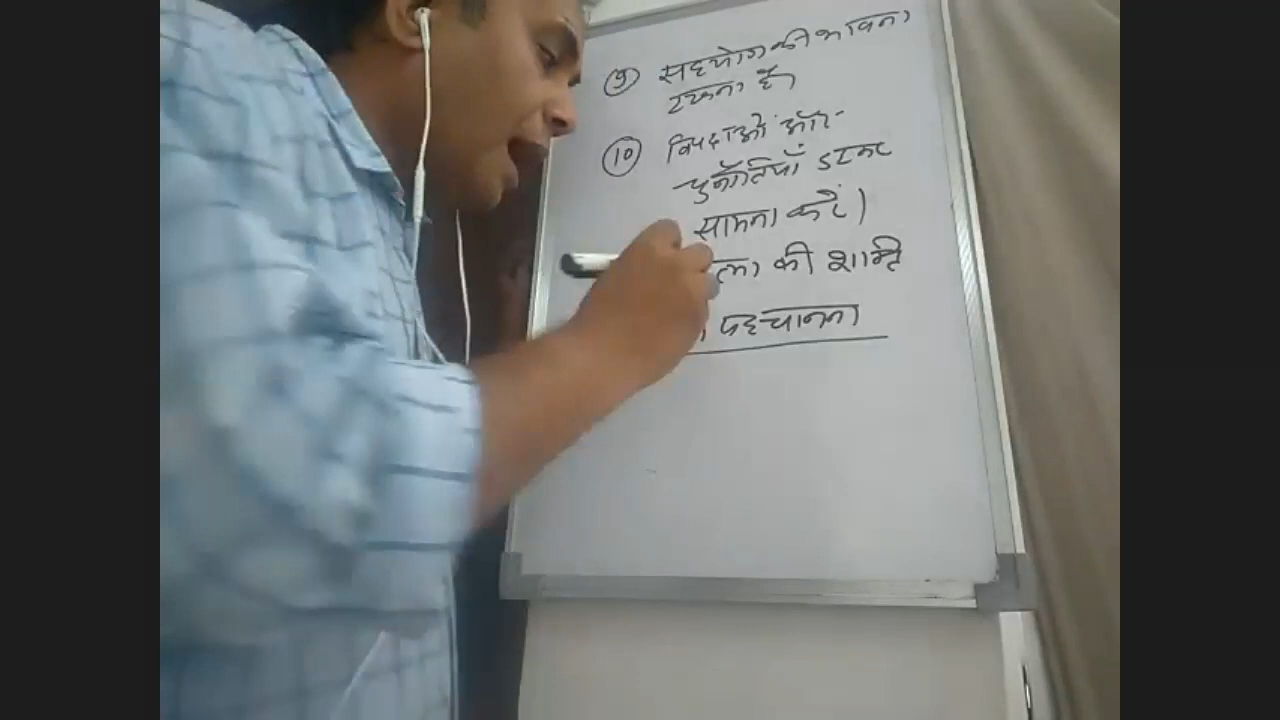 (9) सहयोग की भावना
रखना है।
(10) विपदाओं और
चुनौतियाँ डटकर
सामना करें।
की शक्ति
पहचानना